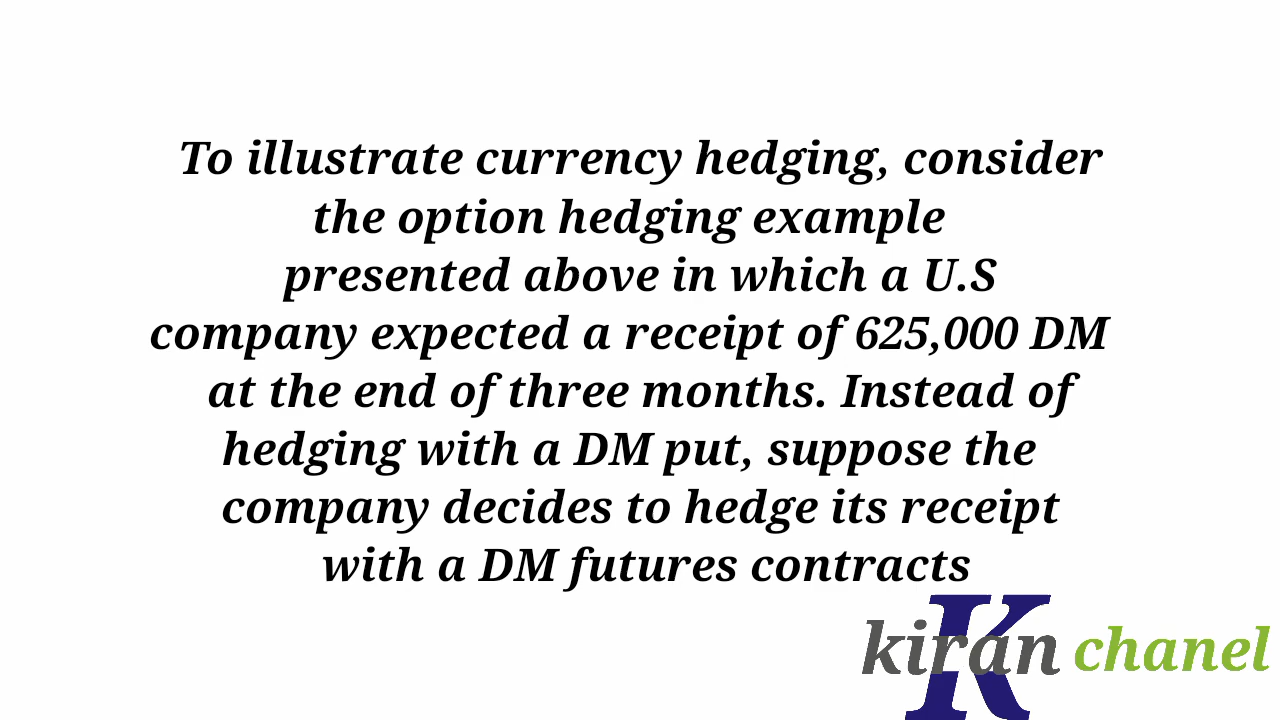 To illustrate currency hedging, consider
the option hedging example
presented above in which a U.S
company expected a receipt of 625,000 DM
at the end of three months. Instead of
hedging with a DM put, suppose the
company decides to hedge its receipt
with a DM futures contracts
K
kiran chanel